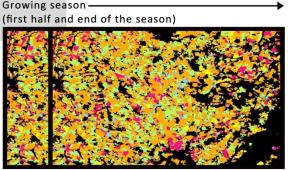 Growing season
(first half and end of the season)